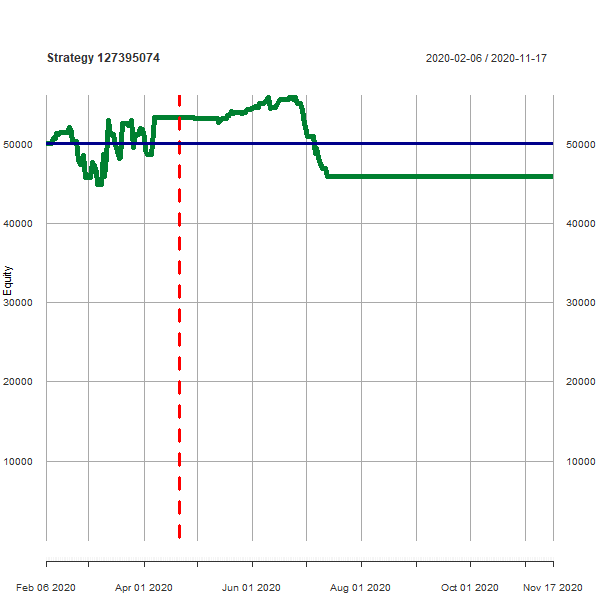 Strategy 127395074
2020-02-06 / 2020-11-17
50000
50000
40000
40000
Equity
30000
30000
20000
20000
10000
10000
Feb 06 2020
Apr 01 2020
Jun 01 2020
Aug 01 2020
Oct 01 2020
Nov 17 2020